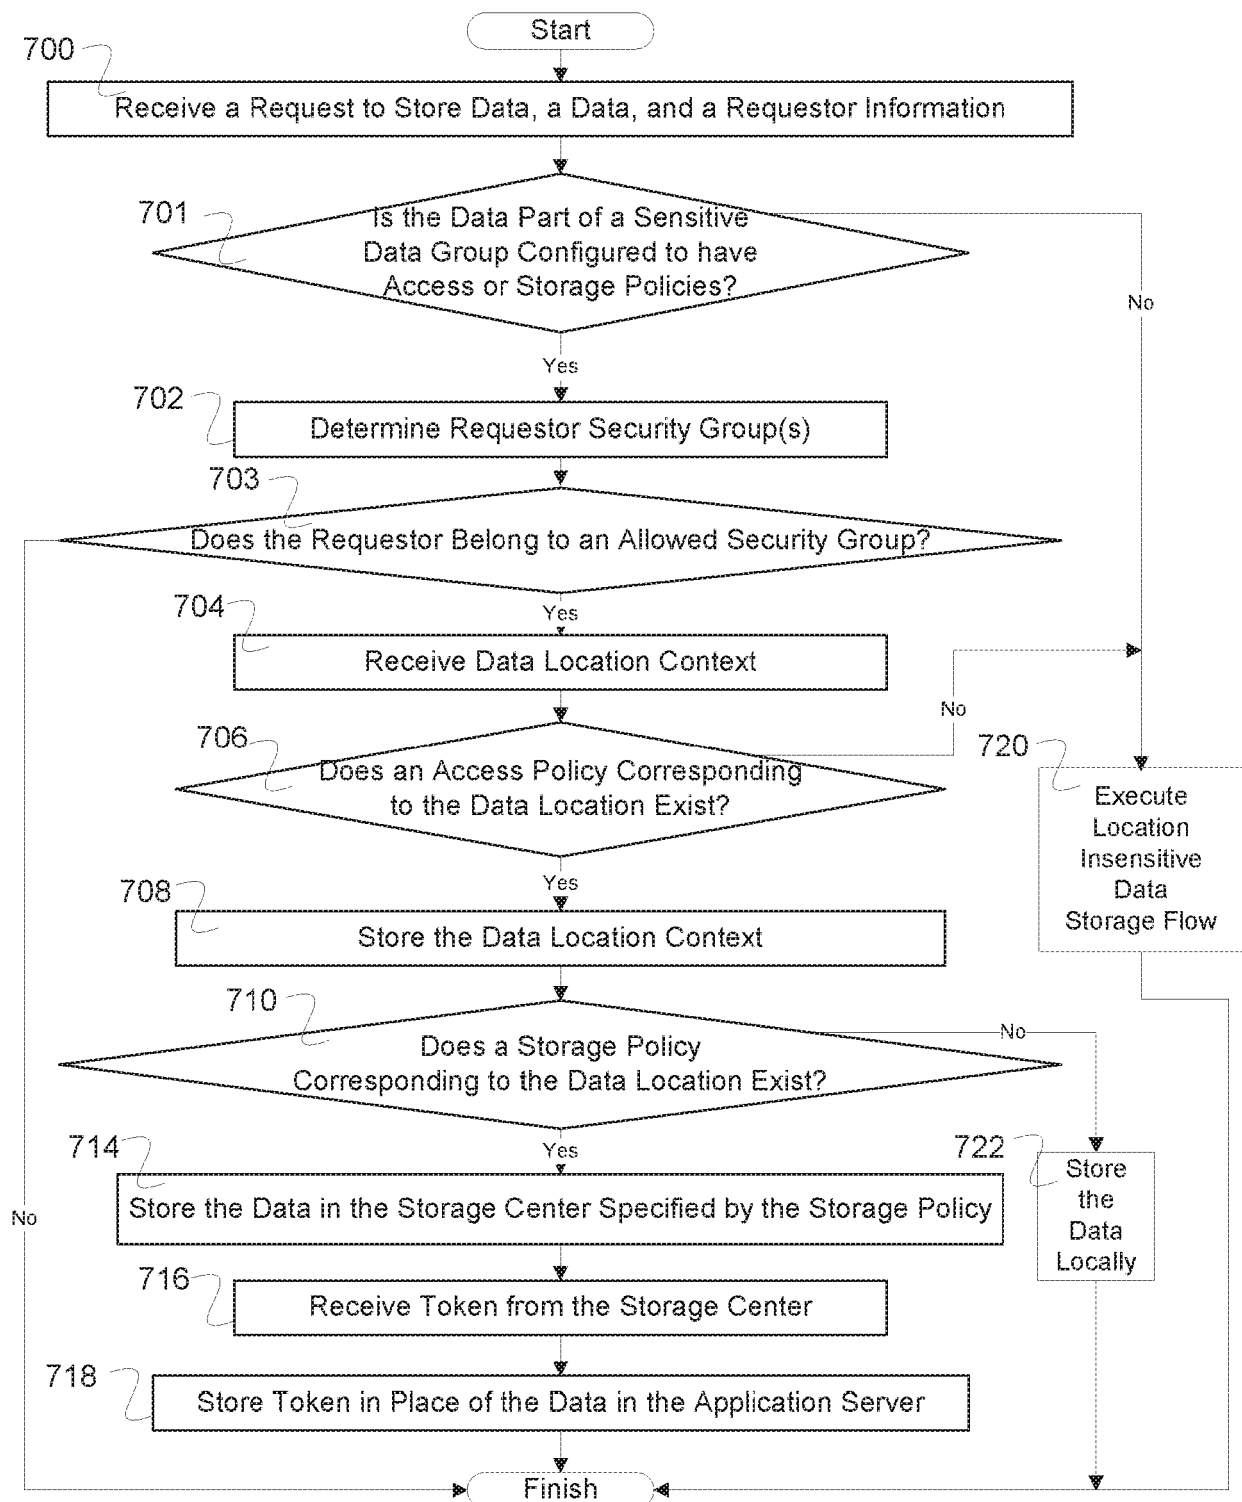 Start
700
Receive a Request to Store Data, a Data, and a Requestor Information
701
Is the Data Part of a Sensitive
Data Group Configured to have
Access or Storage Policies?
No
Yes
702
Determine Requestor Security Group(s)
703
Does the Requestor Belong to an Allowed Security Group?
Yes
704
Receive Data Location Context
No
706
Does an Access Policy Corresponding
to the Data Location Exist?
720
Execute
Location
Insensitive
Data
Storage Flow
Yes
708
Store the Data Location Context
710
Does a Storage Policy
Corresponding to the Data Location Exist?
No
Yes
714
Store the Data in the Storage Center Specified by the Storage Policy
722
Store
the
Data
Locally
No
716
Receive Token from the Storage Center
718
Store Token in Place of the Data in the Application Server
Finish